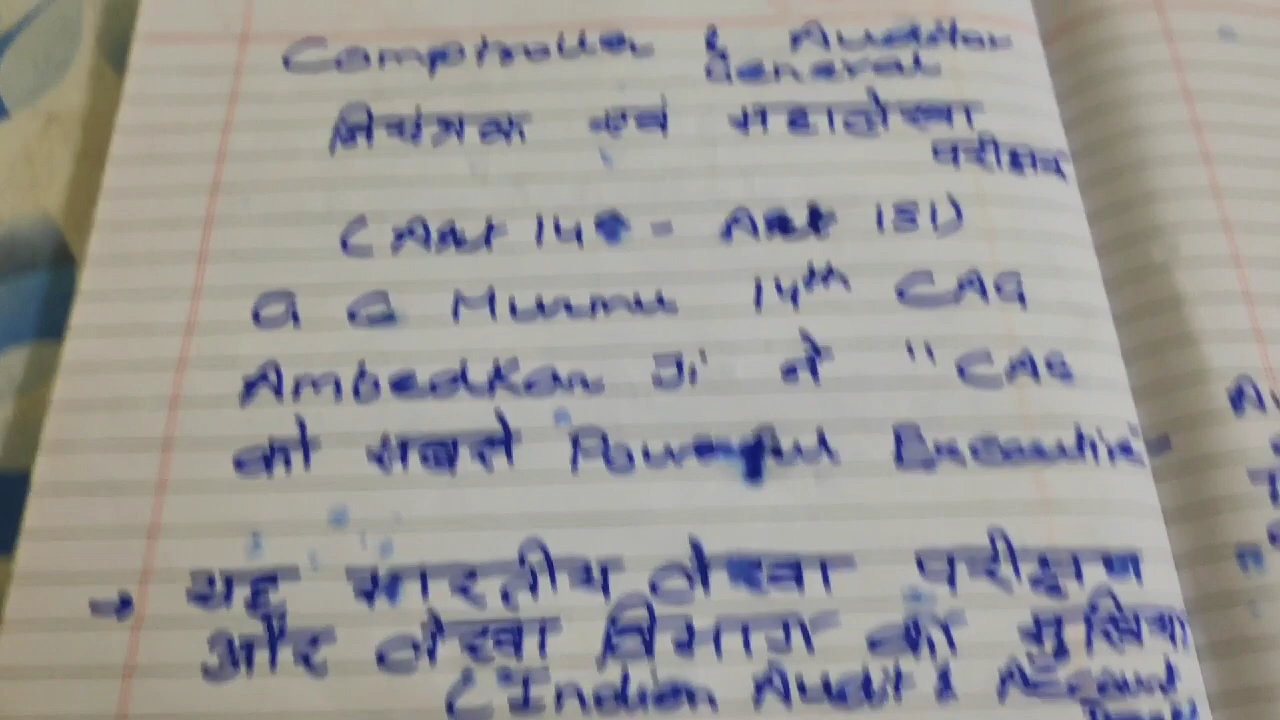 Comptroller & Auditor
General
नियंत्रक एवं महालेखा
परीक्षक
(Art 148 - Art 151)
G C Murmu 14th CAG
Ambedkar Ji ने "CAG
को सबसे Powerful Executive"
→ यह भारतीय लेखा परीक्षण
और लेखा विभाग का मुखिया
(Indian Audit & Account